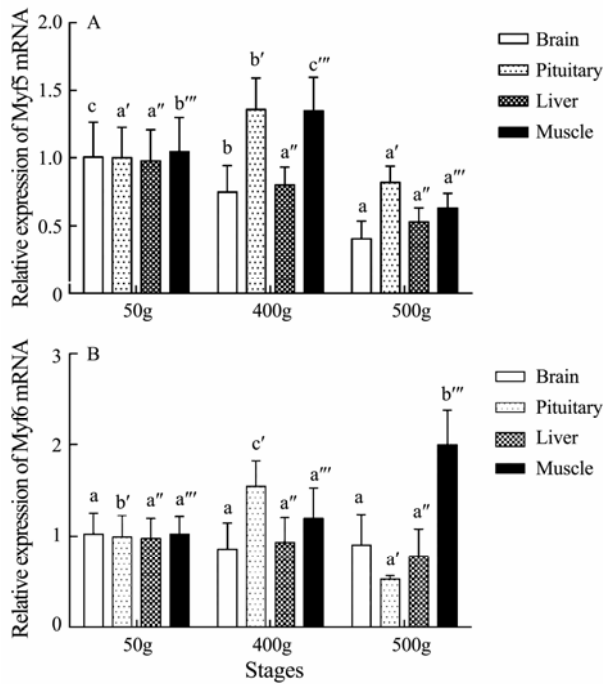 A
Relative expression of Myf5 mRNA
2.0
1.5
1.0
0.5
0
c
a′
a″
b‴
b
b′
a″
c‴
a
a′
a″
a‴
50g
400g
500g
Brain
Pituitary
Liver
Muscle
B
Relative expression of Myf6 mRNA
3
2
1
0
a
b′
a″
a‴
a
c′
a″
a‴
a
a′
a″
b‴
50g
400g
500g
Stages
Brain
Pituitary
Liver
Muscle